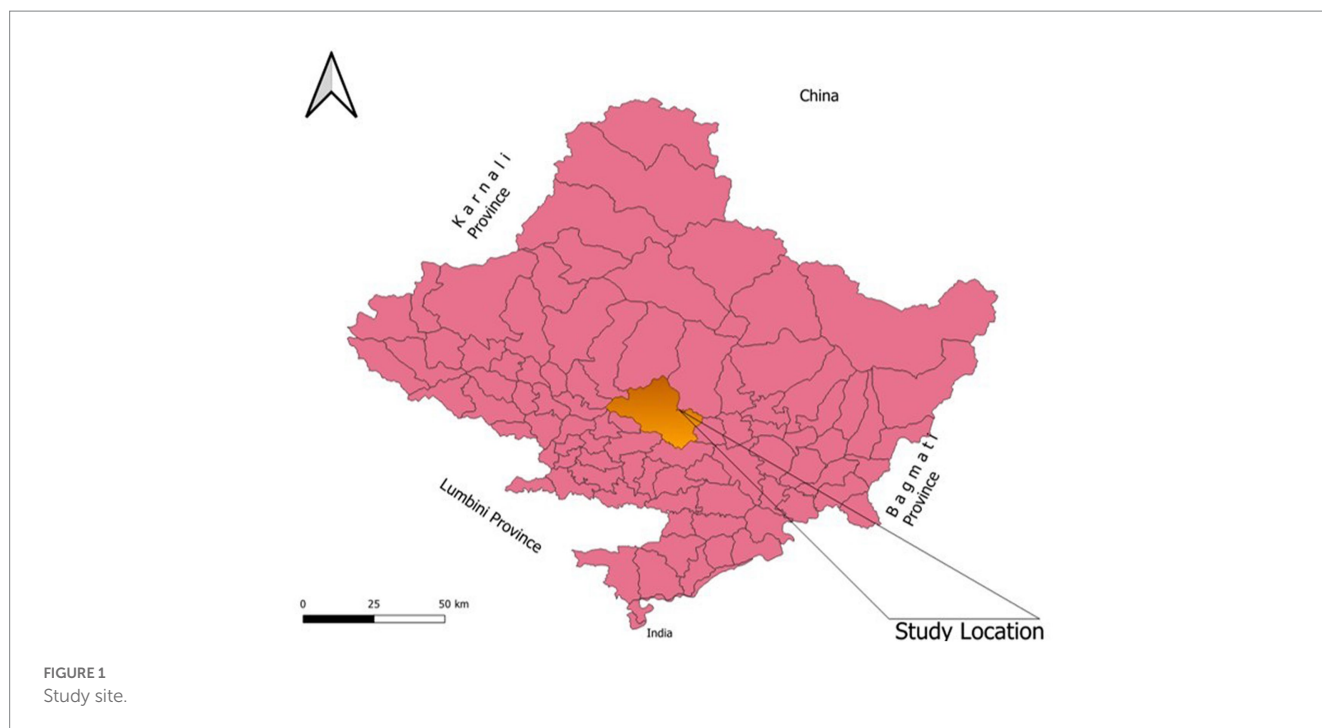 China
Karnali
Province
Bagmati
Province
Lumbini Province
0 25 50 km
India
Study Location
FIGURE 1
Study site.